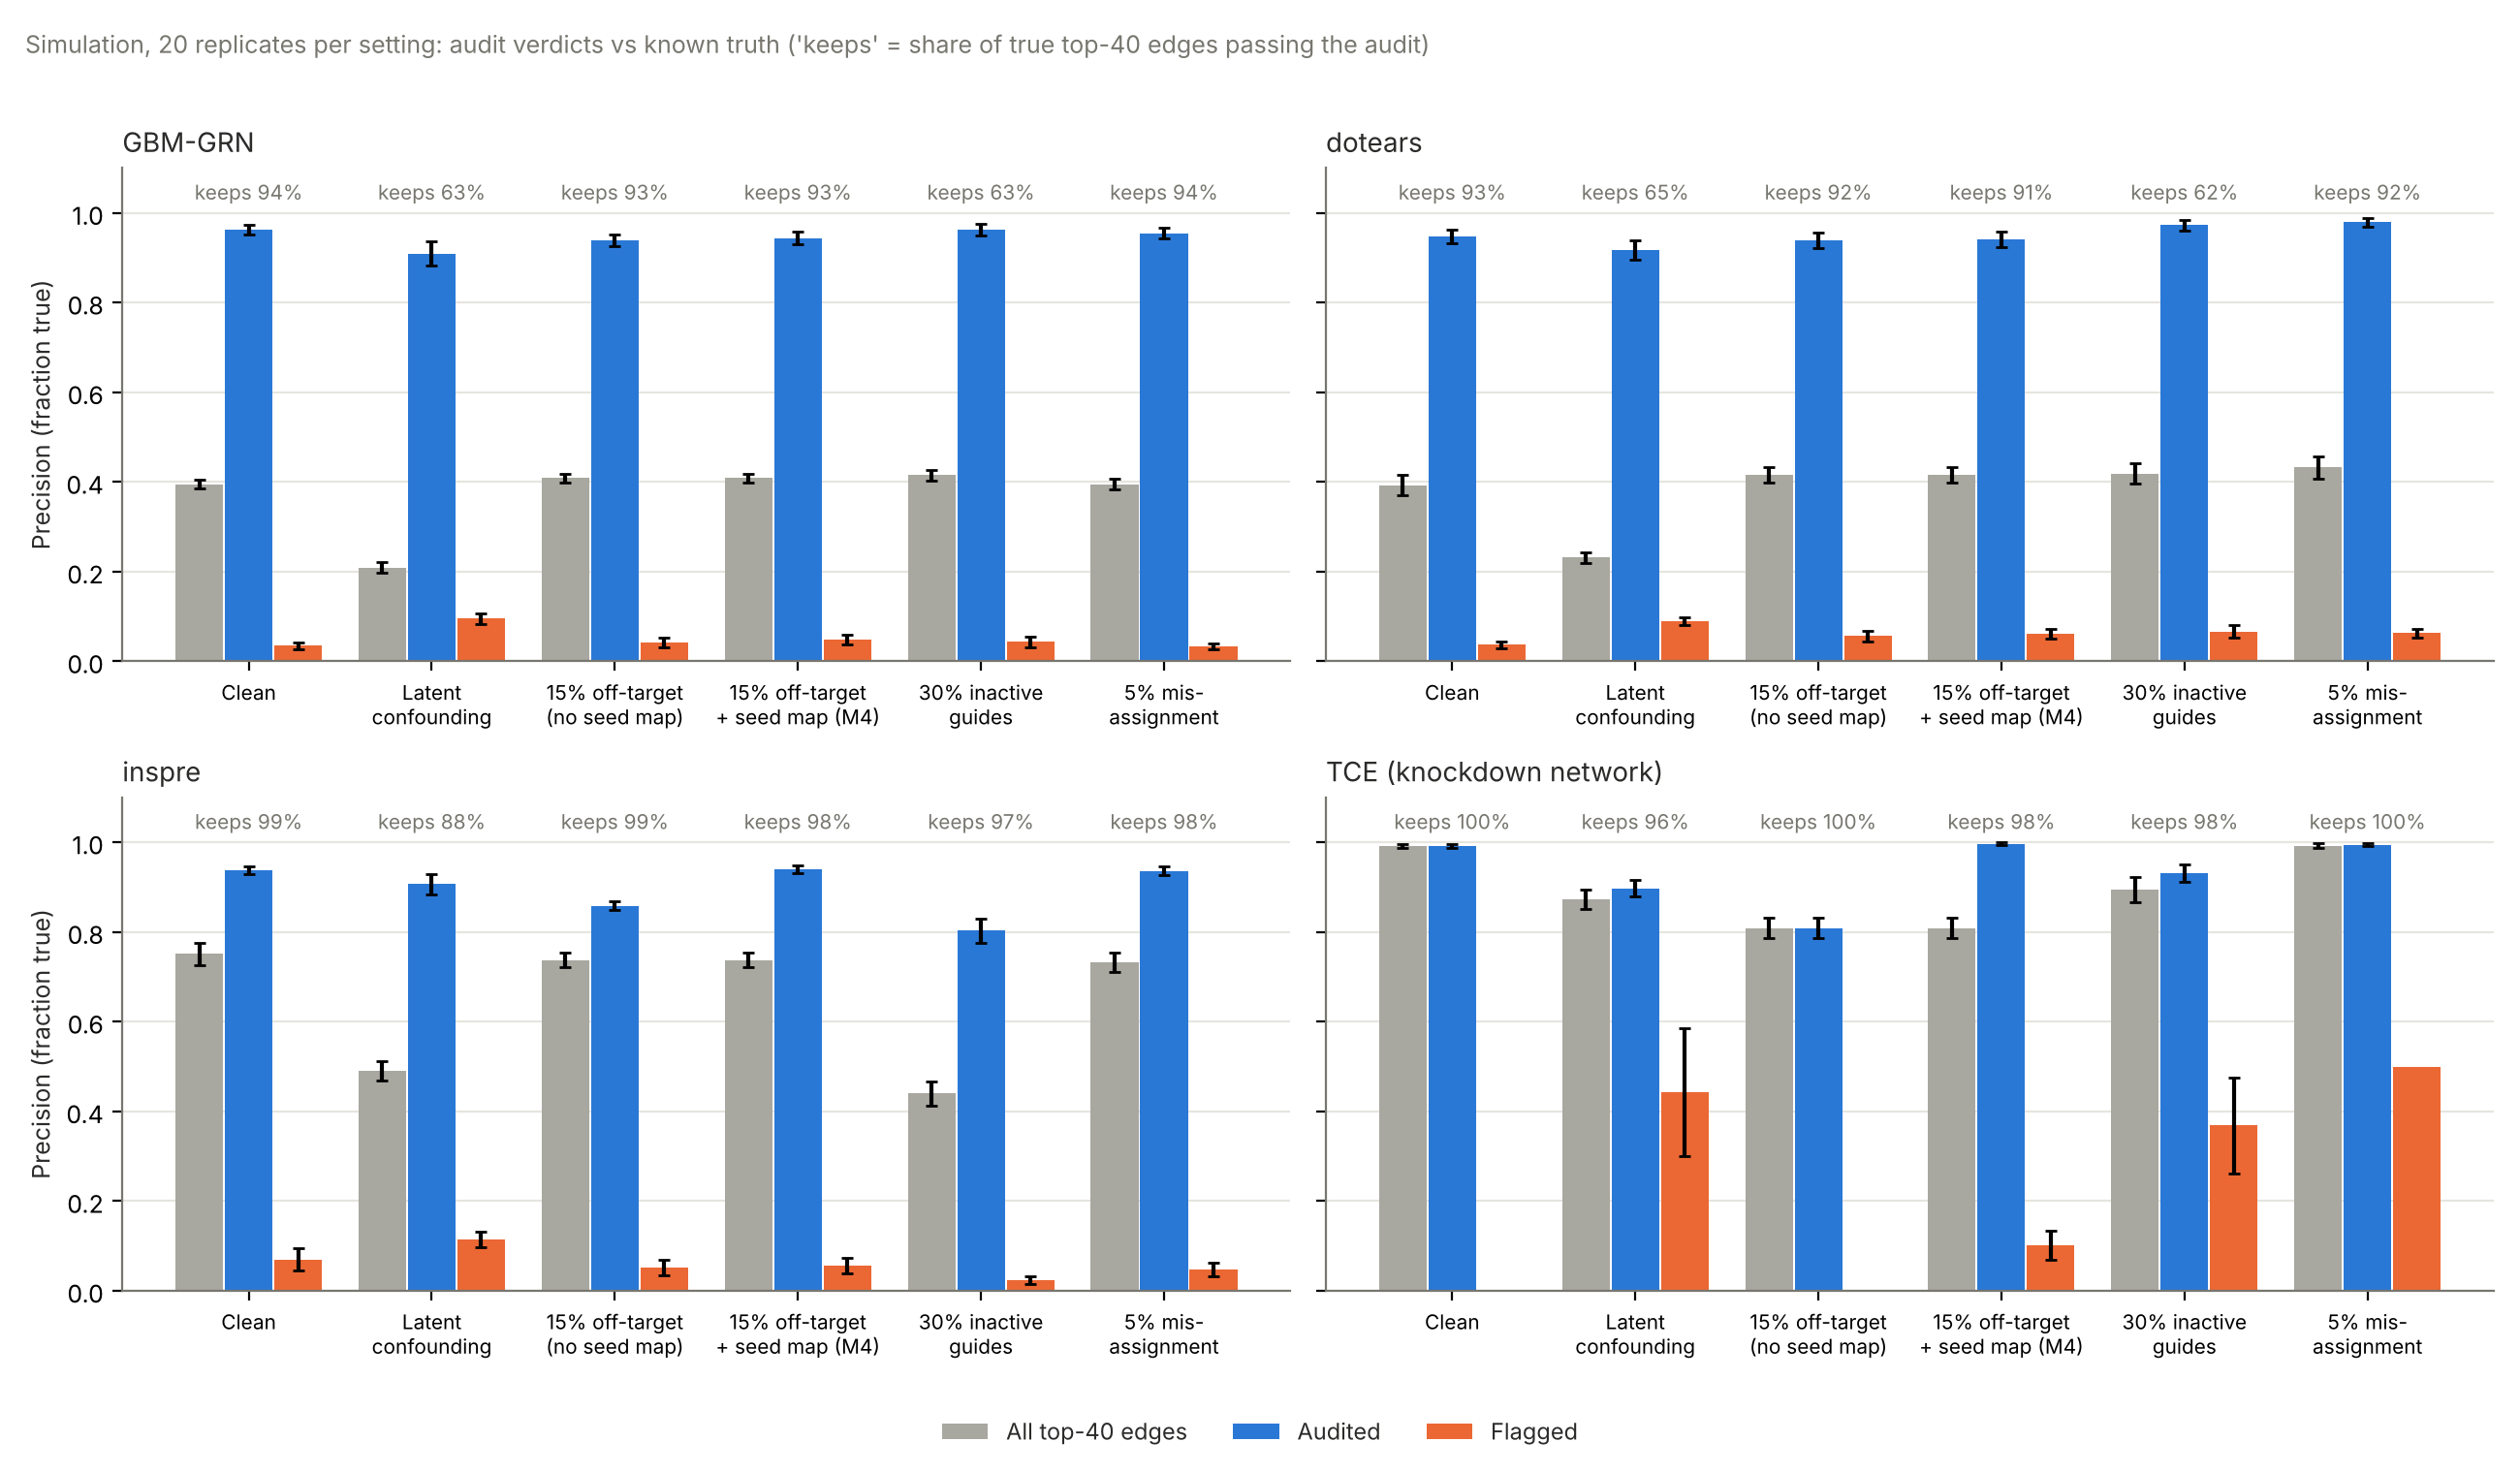 Simulation, 20 replicates per setting: audit verdicts vs known truth ('keeps' = share of true top-40 edges passing the audit)
GBM-GRN
keeps 94%
keeps 63%
keeps 93%
keeps 93%
keeps 63%
keeps 94%
Precision (fraction true)
1.0
0.8
0.6
0.4
0.2
0.0
Clean
Latent
confounding
15% off-target
(no seed map)
15% off-target
+ seed map (M4)
30% inactive
guides
5% mis-
assignment
dotears
keeps 93%
keeps 65%
keeps 92%
keeps 91%
keeps 62%
keeps 92%
Clean
Latent
confounding
15% off-target
(no seed map)
15% off-target
+ seed map (M4)
30% inactive
guides
5% mis-
assignment
inspre
keeps 99%
keeps 88%
keeps 99%
keeps 98%
keeps 97%
keeps 98%
Precision (fraction true)
1.0
0.8
0.6
0.4
0.2
0.0
Clean
Latent
confounding
15% off-target
(no seed map)
15% off-target
+ seed map (M4)
30% inactive
guides
5% mis-
assignment
TCE (knockdown network)
keeps 100%
keeps 96%
keeps 100%
keeps 98%
keeps 98%
keeps 100%
Clean
Latent
confounding
15% off-target
(no seed map)
15% off-target
+ seed map (M4)
30% inactive
guides
5% mis-
assignment
All top-40 edges
Audited
Flagged